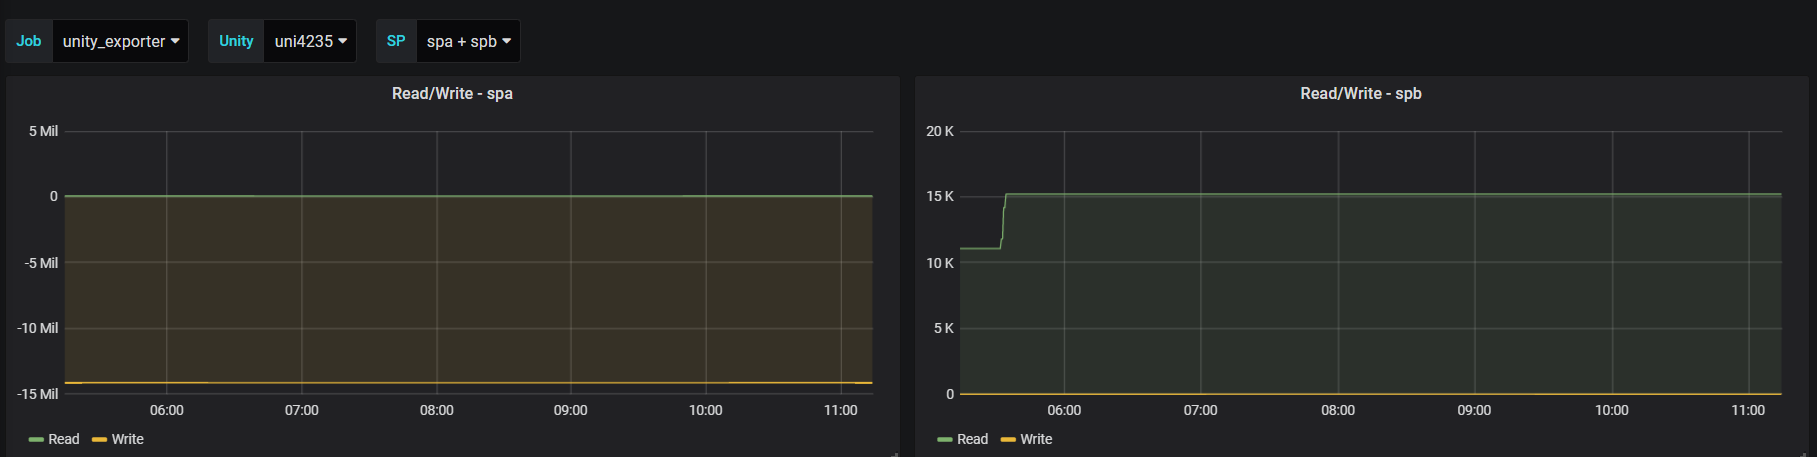 Job unity_exporter Unity uni4235 SP spa + spb
Read/Write - spa
5 Mil
0
-5 Mil
-10 Mil
-15 Mil
06:00 07:00 08:00 09:00 10:00 11:00
Read Write
Read/Write - spb
20 K
15 K
10 K
5 K
0
06:00 07:00 08:00 09:00 10:00 11:00
Read Write